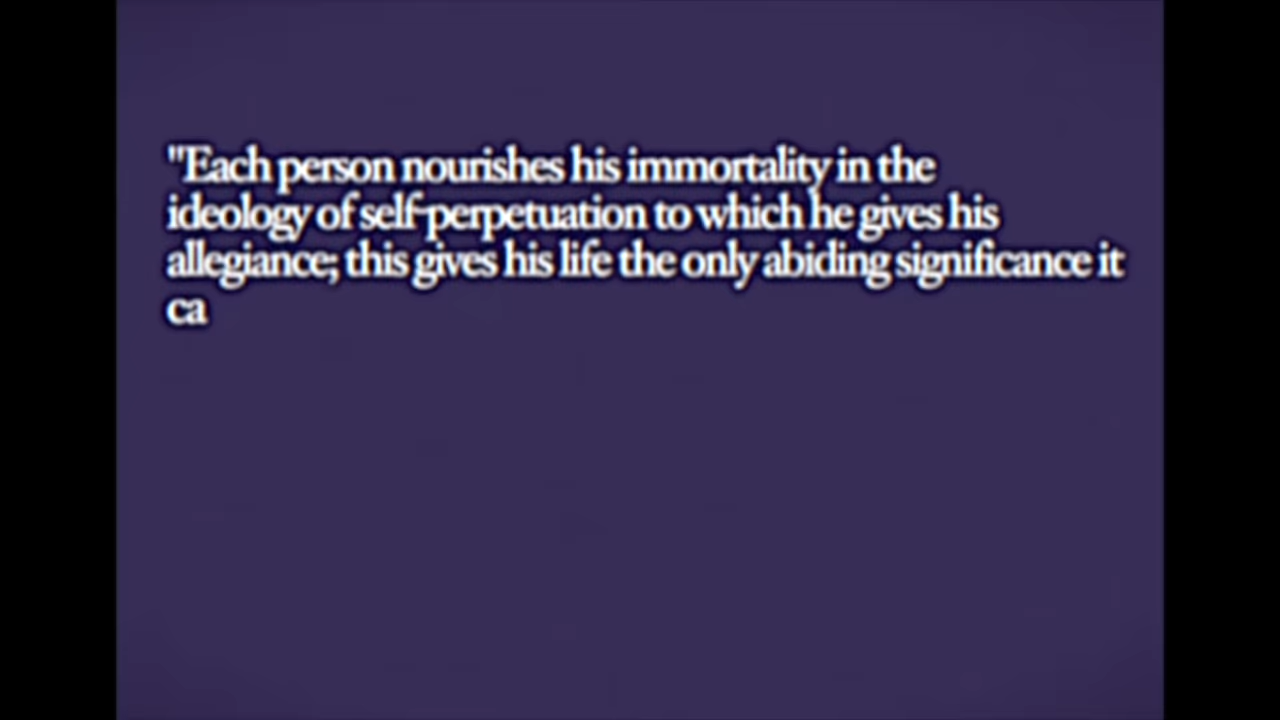 "Each person nourishes his immortality in the
ideology of self-perpetuation to which he gives his
allegiance; this gives his life the only abiding significance it
ca